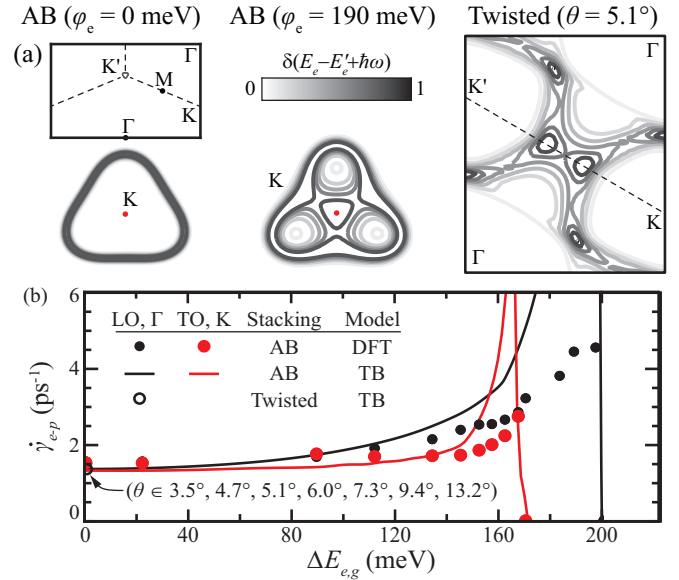 AB (φe = 0 meV) AB (φe = 190 meV) Twisted (θ = 5.1°)
(a)
Γ
K'
M
K
Γ
K
δ(Ee–E'e+ħω)
0 1
K
Γ
K'
K
Γ
(b)
LO, Γ TO, K Stacking Model
AB DFT
AB TB
Twisted TB
(θ ∈ 3.5°, 4.7°, 5.1°, 6.0°, 7.3°, 9.4°, 13.2°)
6
4
2
0
γ̇e-p (ps⁻¹)
0 40 80 120 160 200
ΔEe,g (meV)